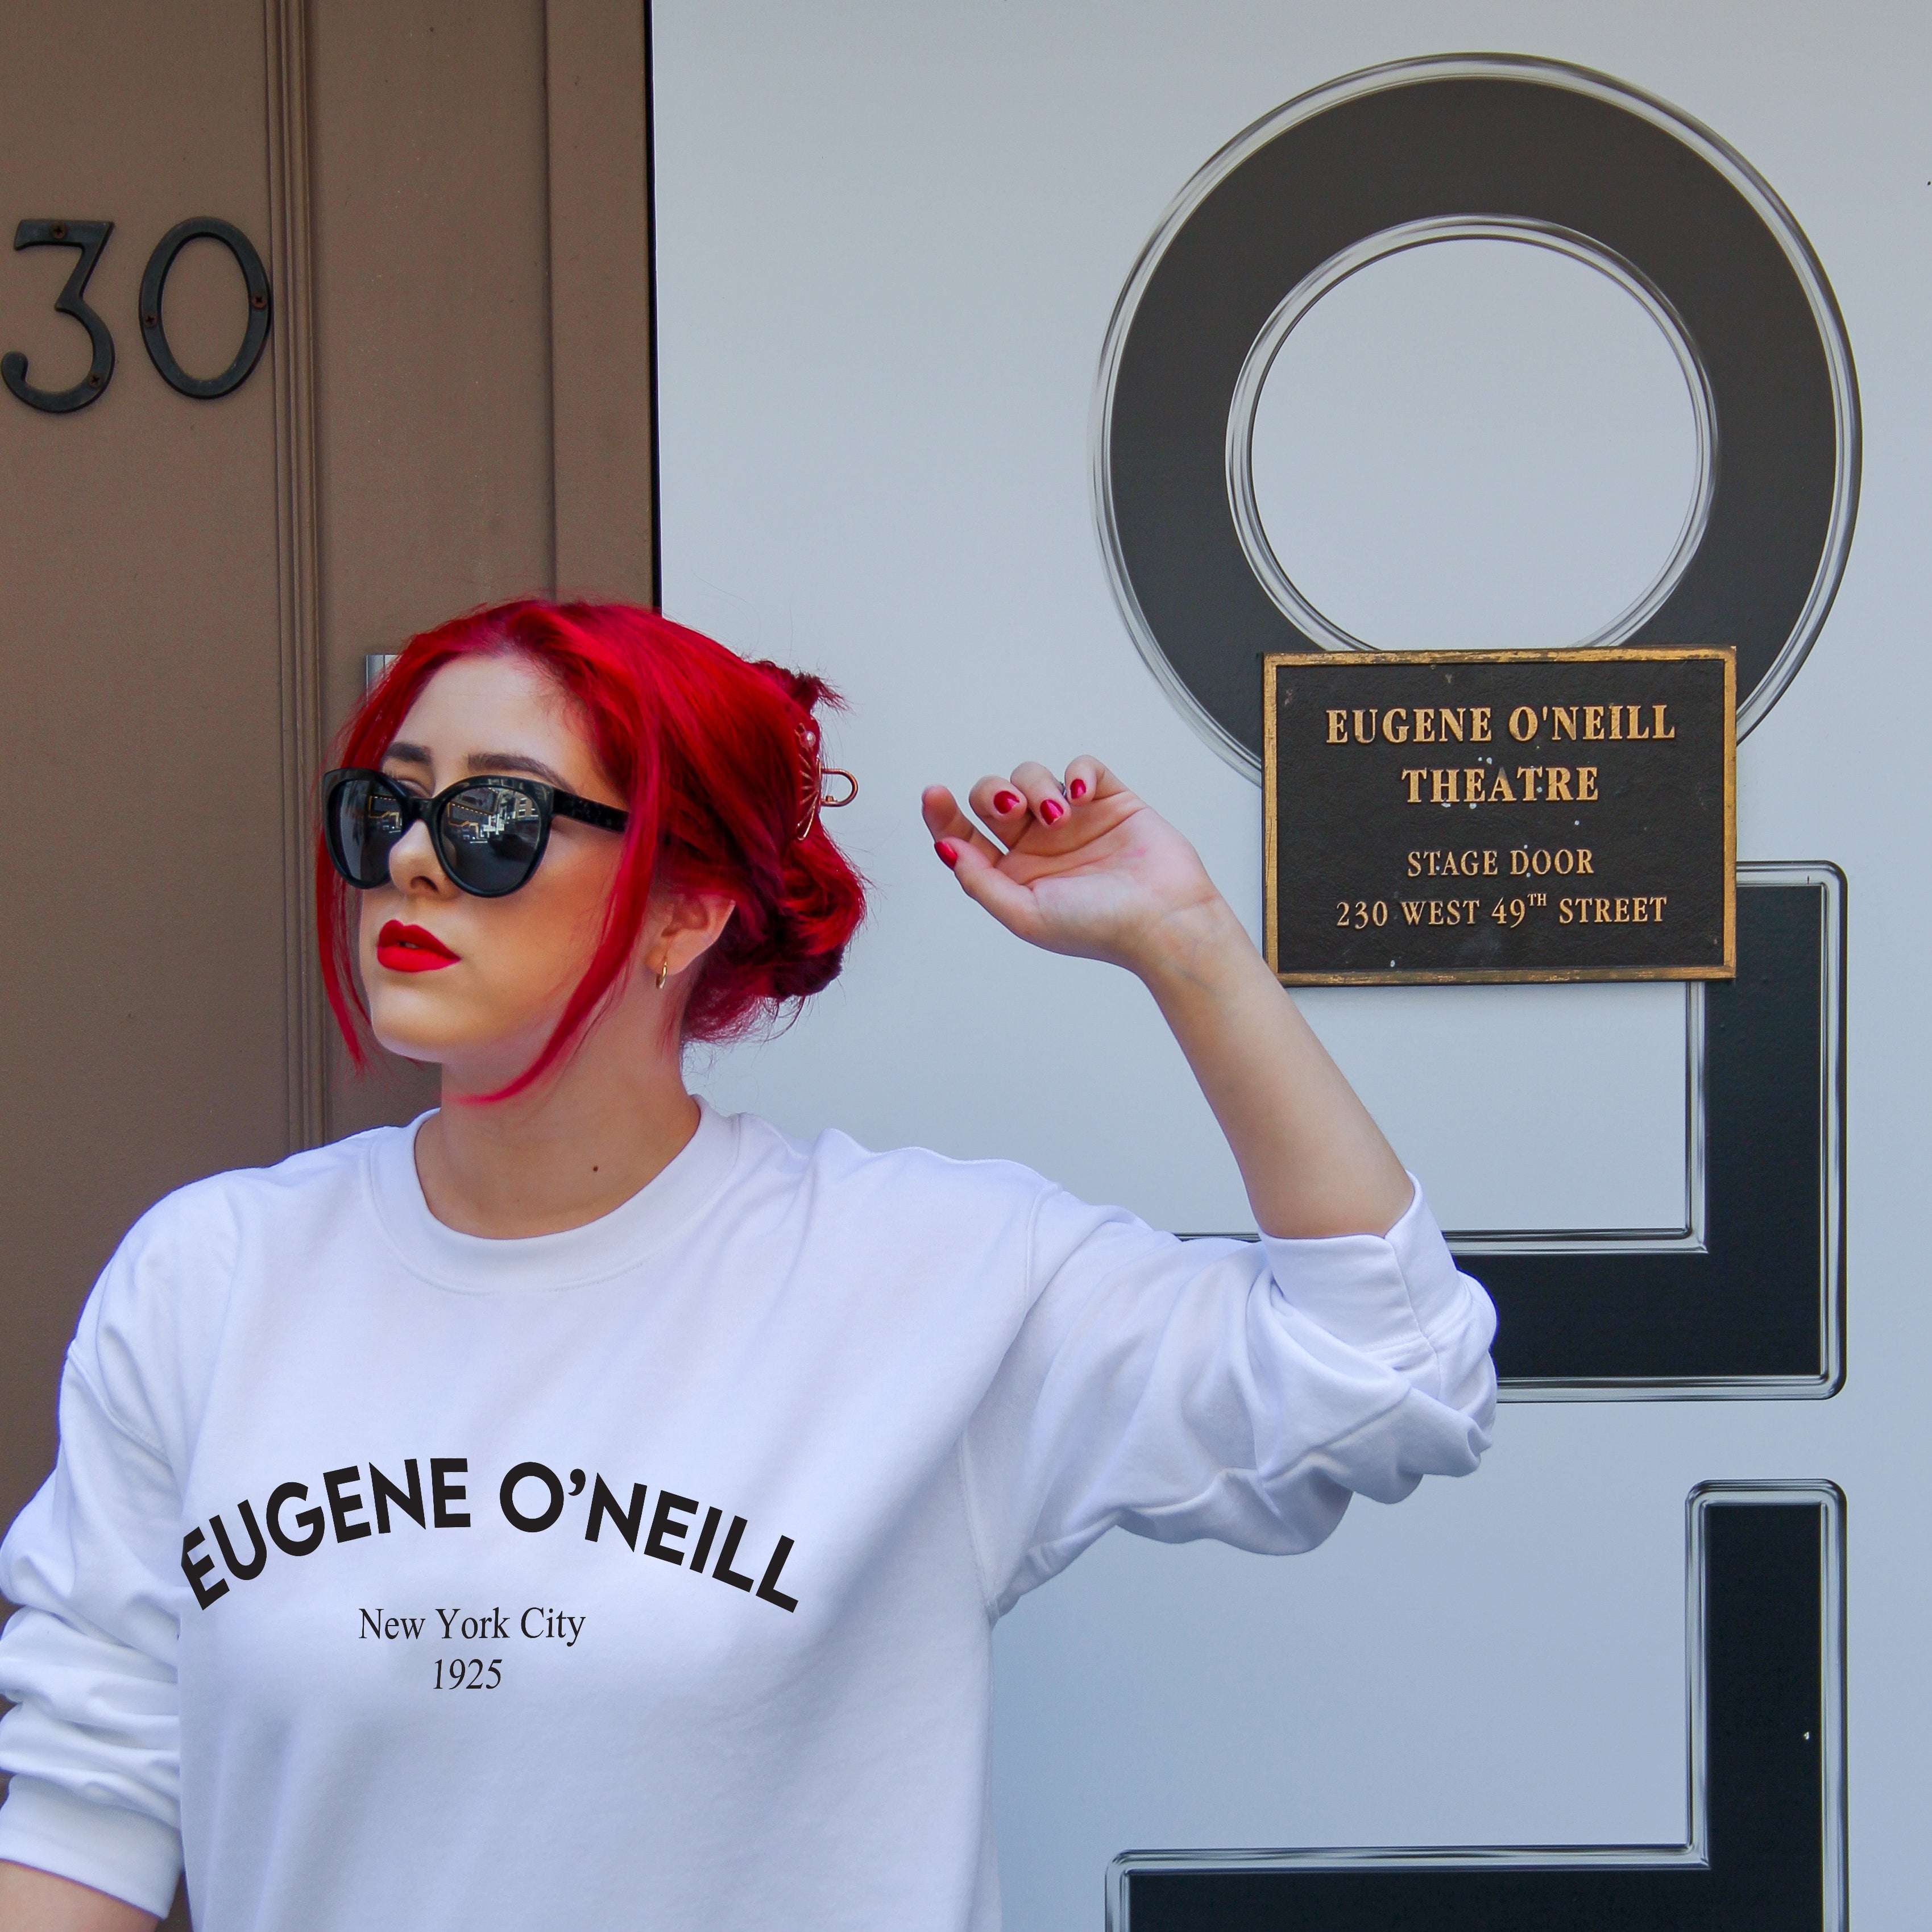 30
EUGENE O'NEILL
THEATRE
STAGE DOOR
230 WEST 49TH STREET
EUGENE O’NEILL
New York City
1925